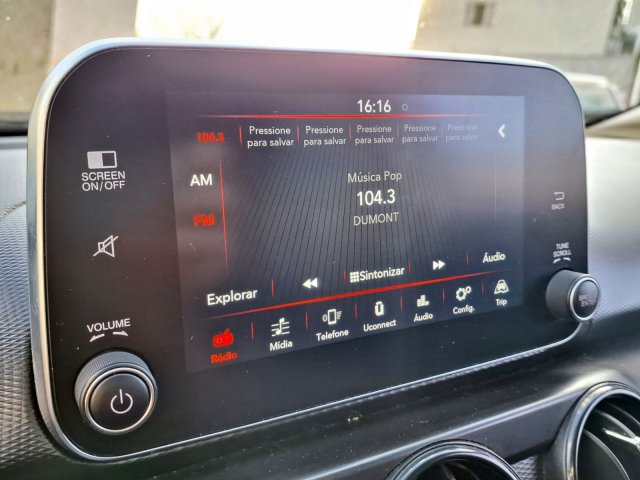 16:16
104.3
Pressione para salvar
Pressione para salvar
Pressione para salvar
Pressione para salvar
Pressione para salvar
SCREEN
ON/OFF
AM
FM
Música Pop
104.3
DUMONT
BACK
TUNE
SCROLL
Explorar
Sintonizar
Áudio
VOLUME
Rádio
Mídia
Telefone
Uconnect
Áudio
Config.
Trip